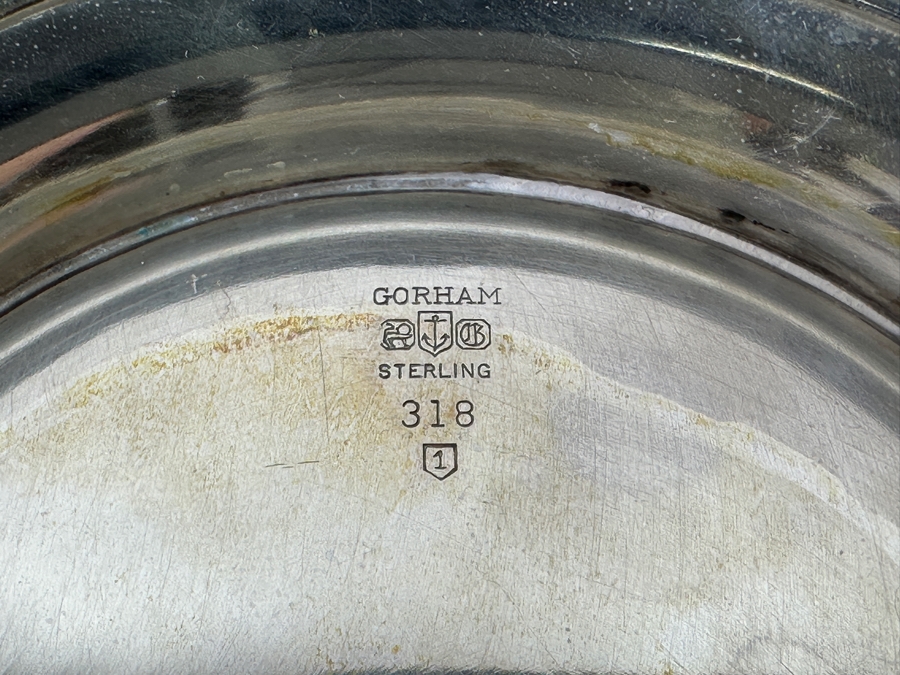 GORHAM
G
STERLING
318
1